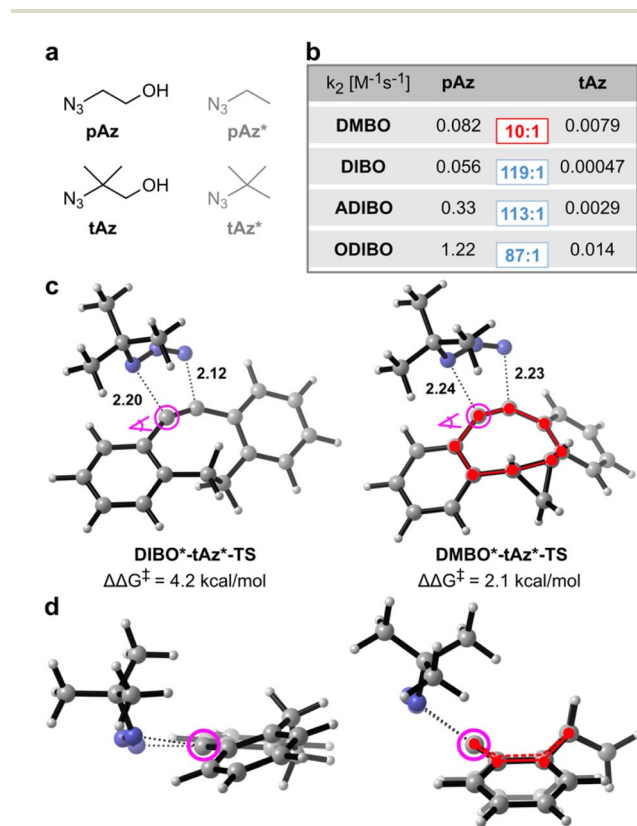 a
N₃ OH
pAz
N₃
pAz*
N₃ OH
tAz
N₃
tAz*
b
k₂ [M⁻¹s⁻¹] pAz tAz
DMBO 0.082 10:1 0.0079
DIBO 0.056 119:1 0.00047
ADIBO 0.33 113:1 0.0029
ODIBO 1.22 87:1 0.014
c
2.20 2.12
A
DIBO*-tAz*-TS
ΔΔG‡ = 4.2 kcal/mol
2.24 2.23
A
DMBO*-tAz*-TS
ΔΔG‡ = 2.1 kcal/mol
d